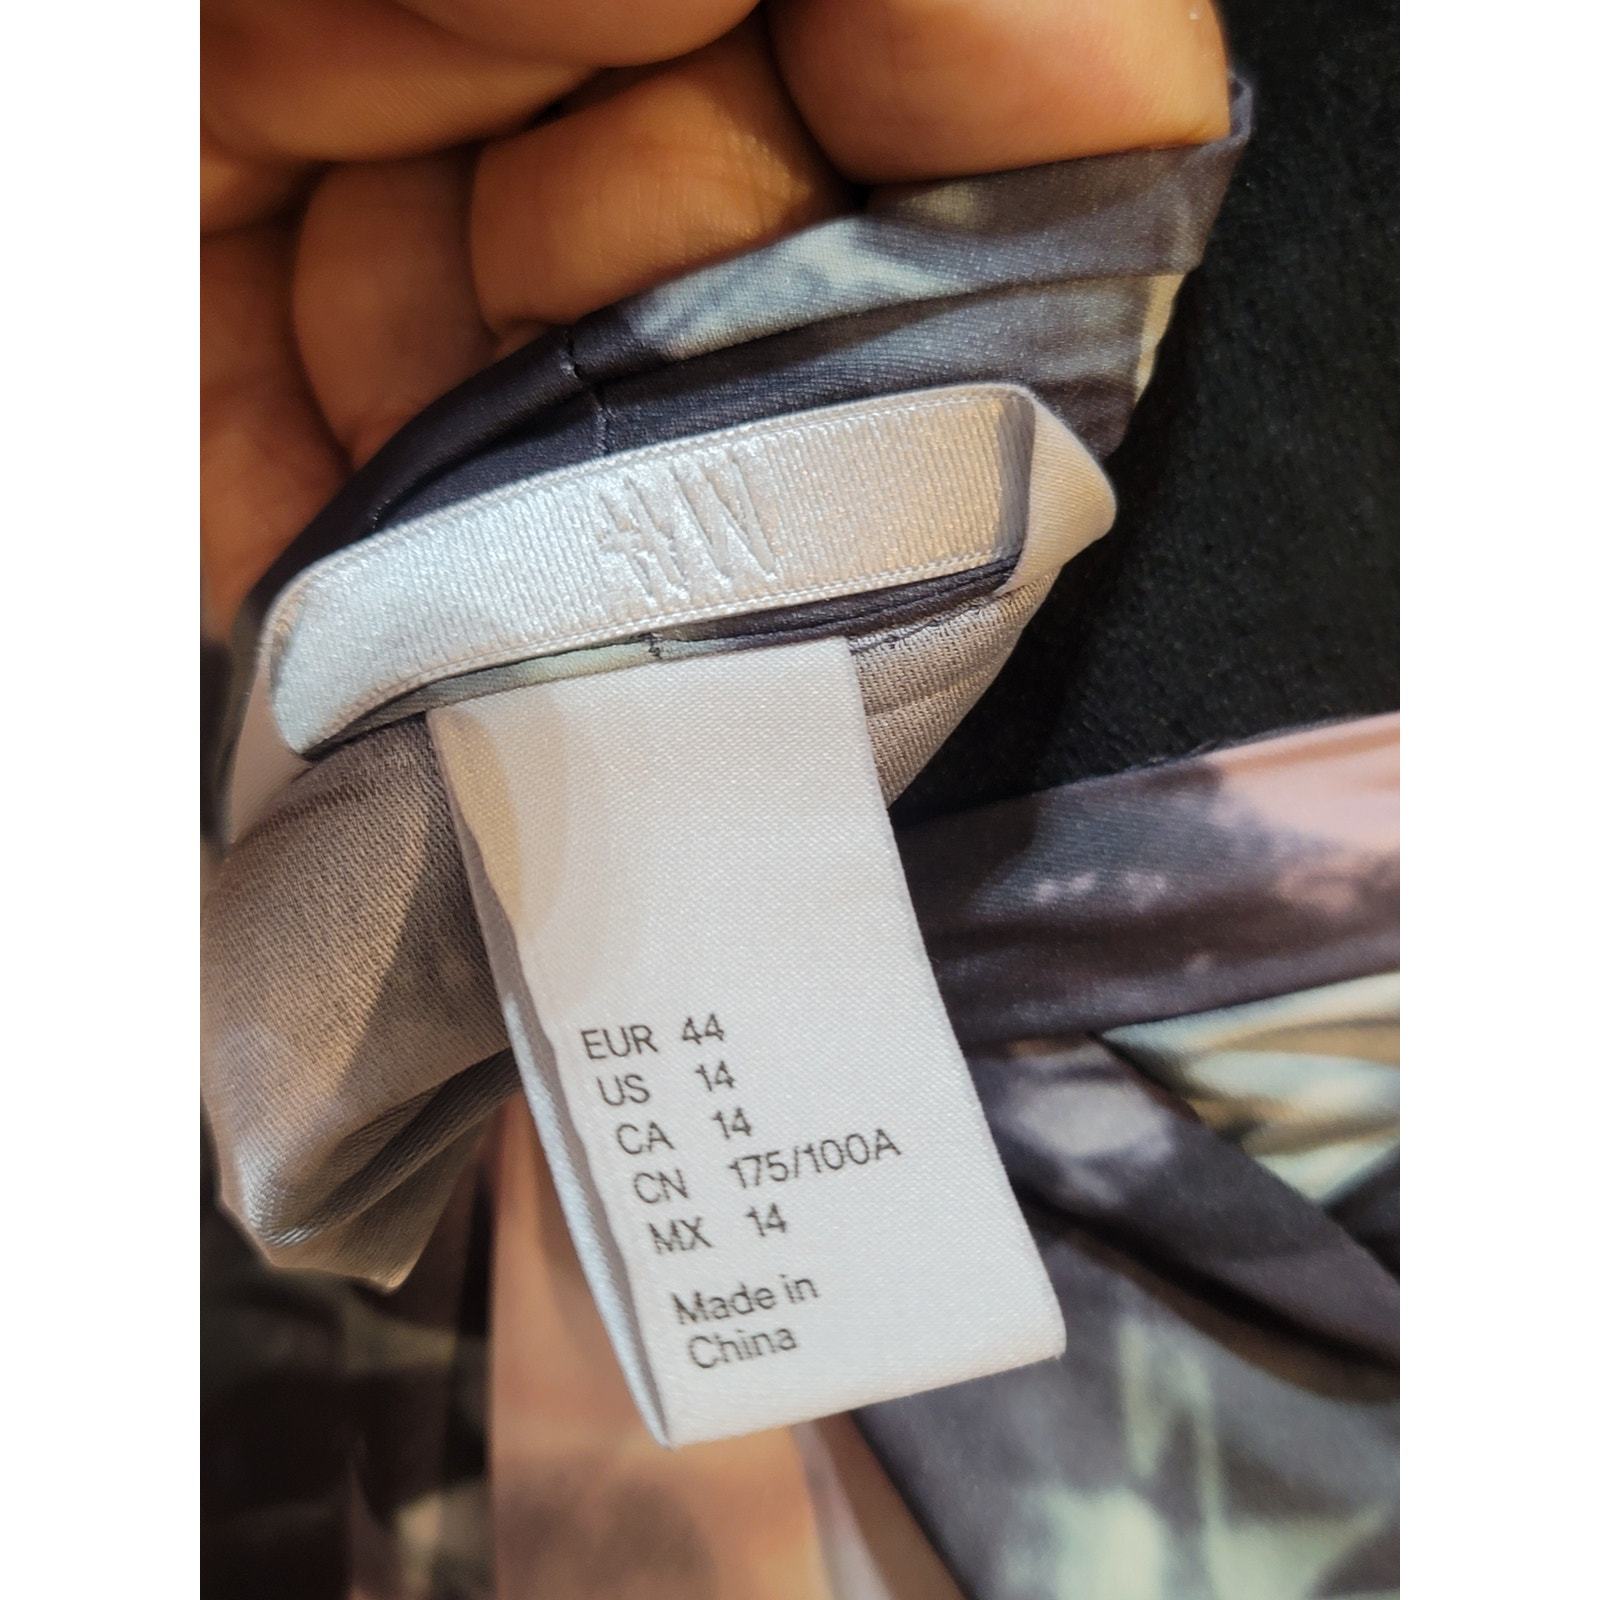 EUR 44
US 14
CA 14
CN 175/100A
MX 14
Made in
China